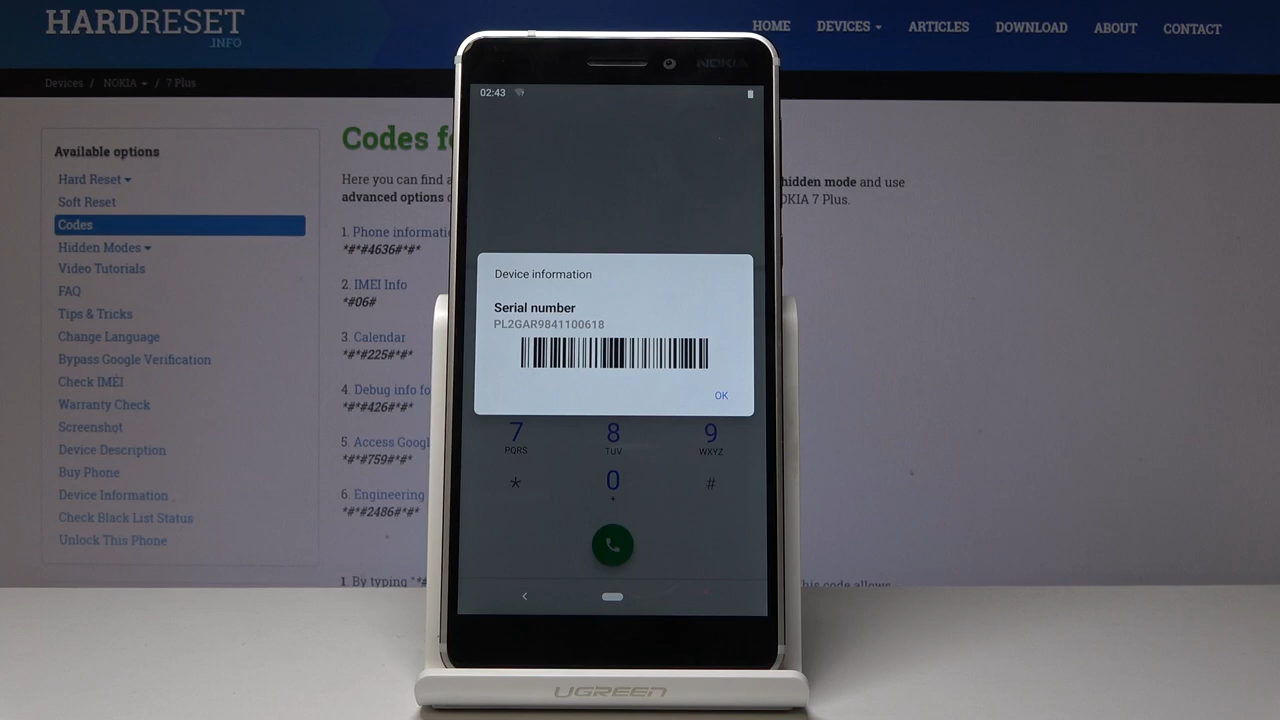 HARDRESET
.INFO
HOME
DEVICES
ARTICLES
DOWNLOAD
ABOUT
CONTACT
Devices / NOKIA / 7 Plus
Available options
Hard Reset
Soft Reset
Codes
Hidden Modes
Video Tutorials
FAQ
Tips & Tricks
Change Language
Bypass Google Verification
Check IMEI
Warranty Check
Screenshot
Device Description
Buy Phone
Device Information
Check Black List Status
Unlock This Phone
Codes
Here you can find
hidden mode and use
advanced options
7 Plus.
1. Phone
*#*#4636#*#*
2. IMEI Info
*#06#
3. Calendar
*#*#225#*#*
4. Debug info
*#*#426#*#*
5. Access
*#*#759#*#*
6. Engineering
*#*#2486#*#*
1. By typing
This code allows
NOKIA
02:43
Device information
Serial number
PL2GAR9841100618
OK
7 8 9
PQRS TUV WXYZ
* 0 #
+
UGREEN